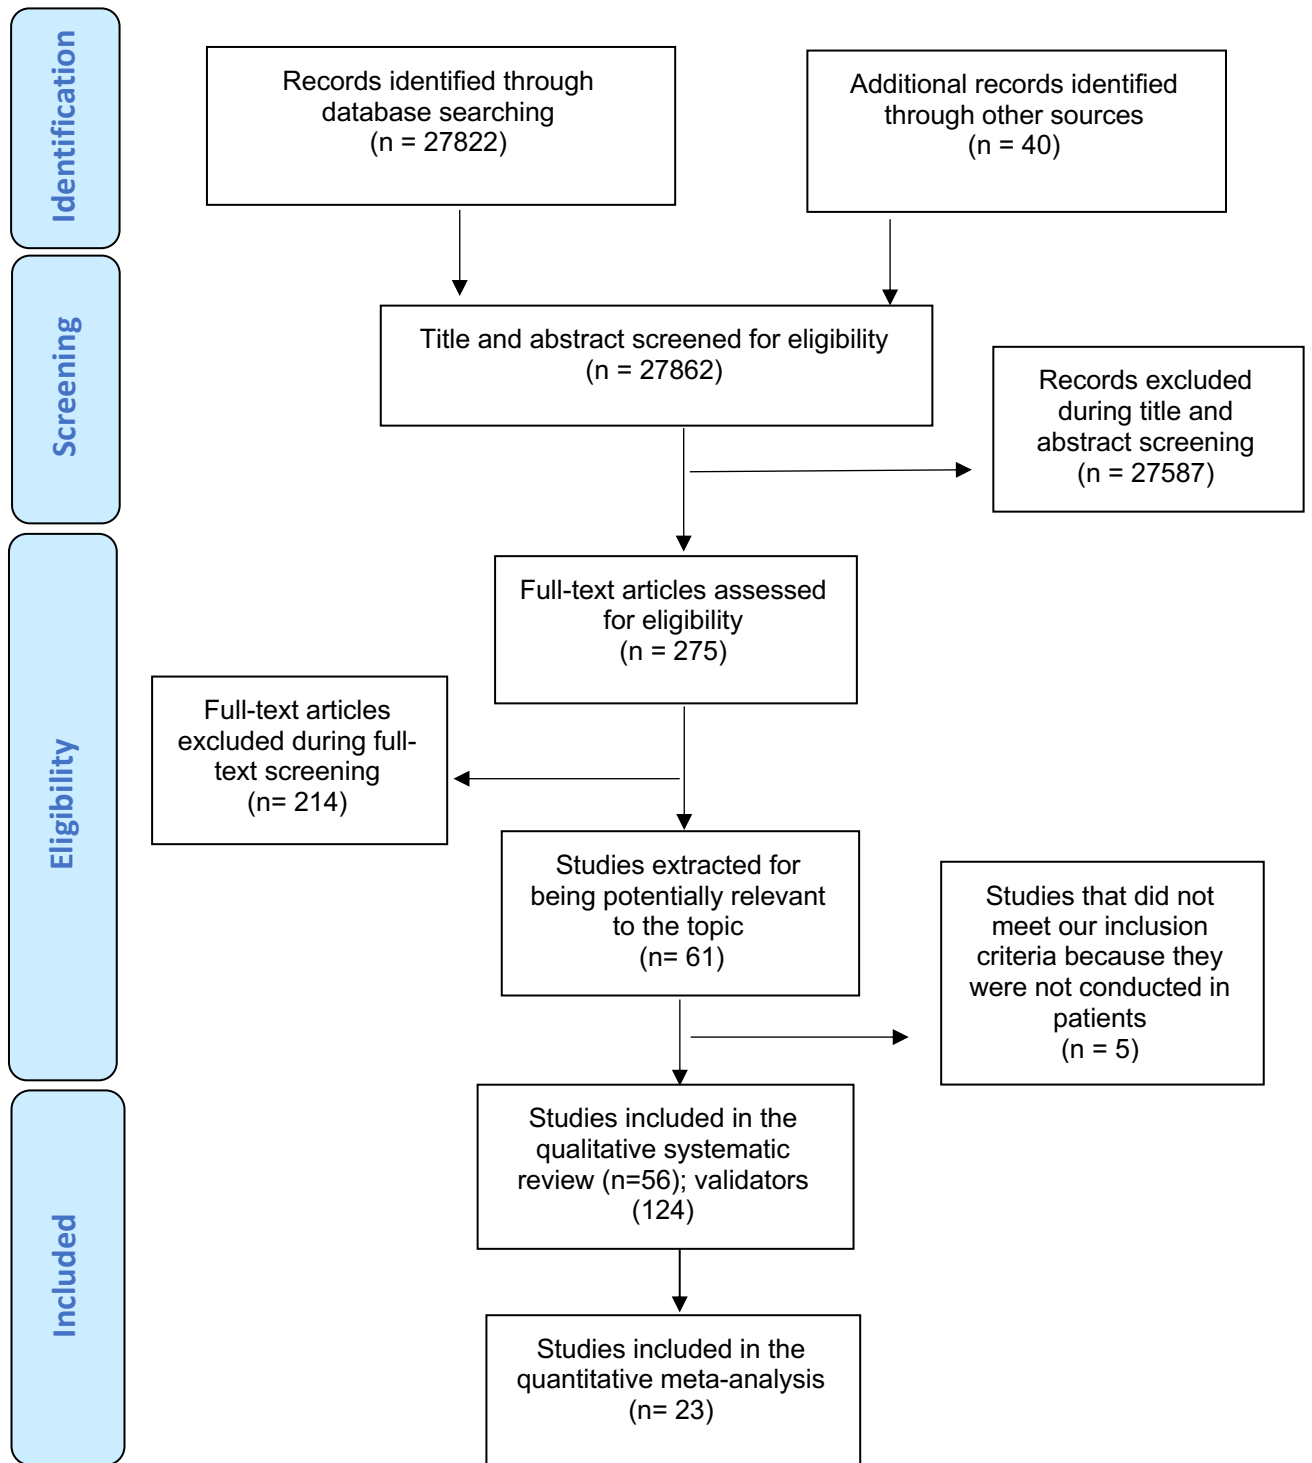 Identification
Records identified through
database searching
(n = 27822)
Additional records identified
through other sources
(n = 40)
Screening
Title and abstract screened for eligibility
(n = 27862)
Records excluded
during title and
abstract screening
(n = 27587)
Eligibility
Full-text articles assessed
for eligibility
(n = 275)
Full-text articles
excluded during full-
text screening
(n= 214)
Studies extracted for
being potentially relevant
to the topic
(n= 61)
Studies that did not
meet our inclusion
criteria because they
were not conducted in
patients
(n = 5)
Included
Studies included in the
qualitative systematic
review (n=56); validators
(124)
Studies included in the
quantitative meta-analysis
(n= 23)